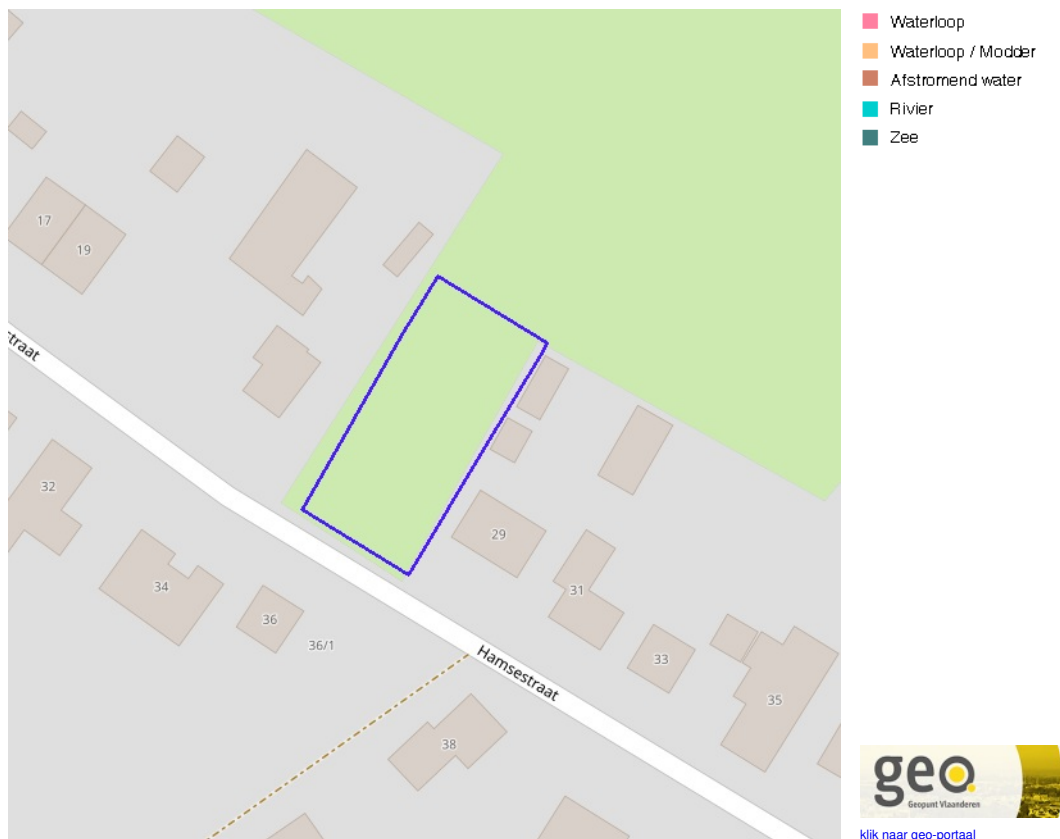 Waterloop
Waterloop / Modder
Afstromend water
Rivier
Zee
17
19
straat
32
34
36
36/1
29
31
33
35
Hamsestraat
38
geo
Geopunt Vlaanderen
klik naar geo-portaal